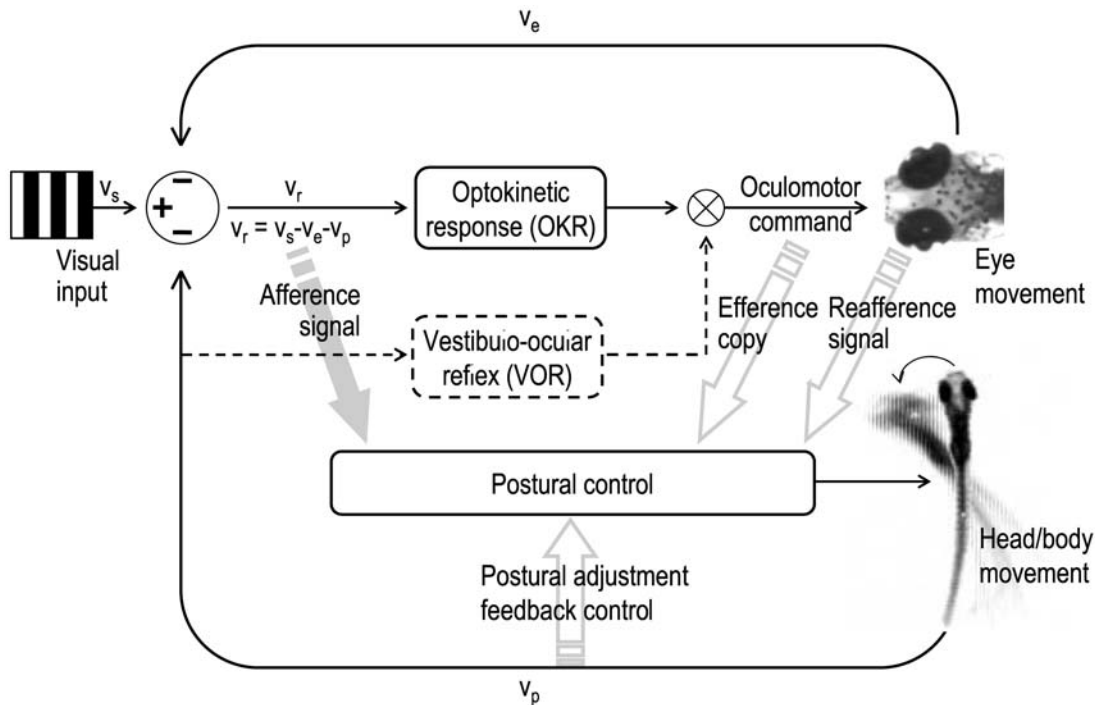 vₑ
vₛ
−
+
−
vᵣ
vᵣ = vₛ-vₑ-vₚ
Visual
input
Optokinetic
response (OKR)
Oculomotor
command
Eye
movement
Afference
signal
Vestibulo-ocular
reflex (VOR)
Efference
copy
Reafference
signal
Postural control
Head/body
movement
Postural adjustment
feedback control
vₚ